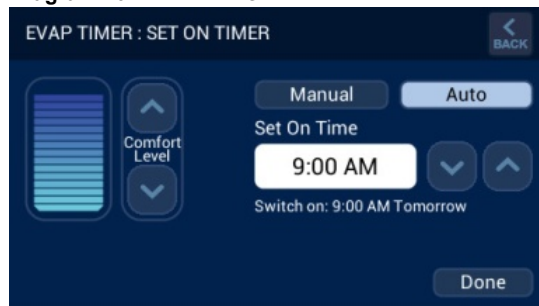 EVAP TIMER : SET ON TIMER
BACK
Manual
Auto
Comfort
Level
Set On Time
9:00 AM
Switch on: 9:00 AM Tomorrow
Done